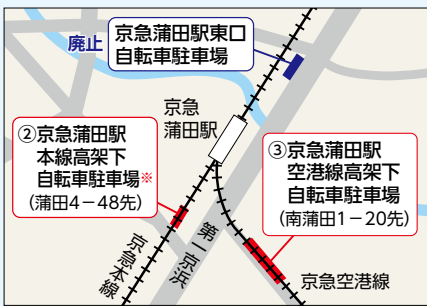 廃止
京急蒲田駅東口
自転車駐車場
京急
蒲田駅
②京急蒲田駅
本線高架下
自転車駐車場※
(蒲田4−48先)
③京急蒲田駅
空港線高架下
自転車駐車場
(南蒲田1−20先)
京急本線
第一京浜
京急空港線